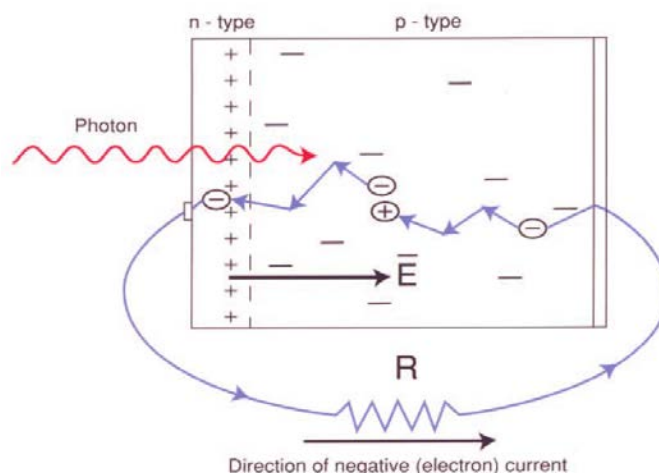 n - type
p - type
Photon
E
R
Direction of negative (electron) current